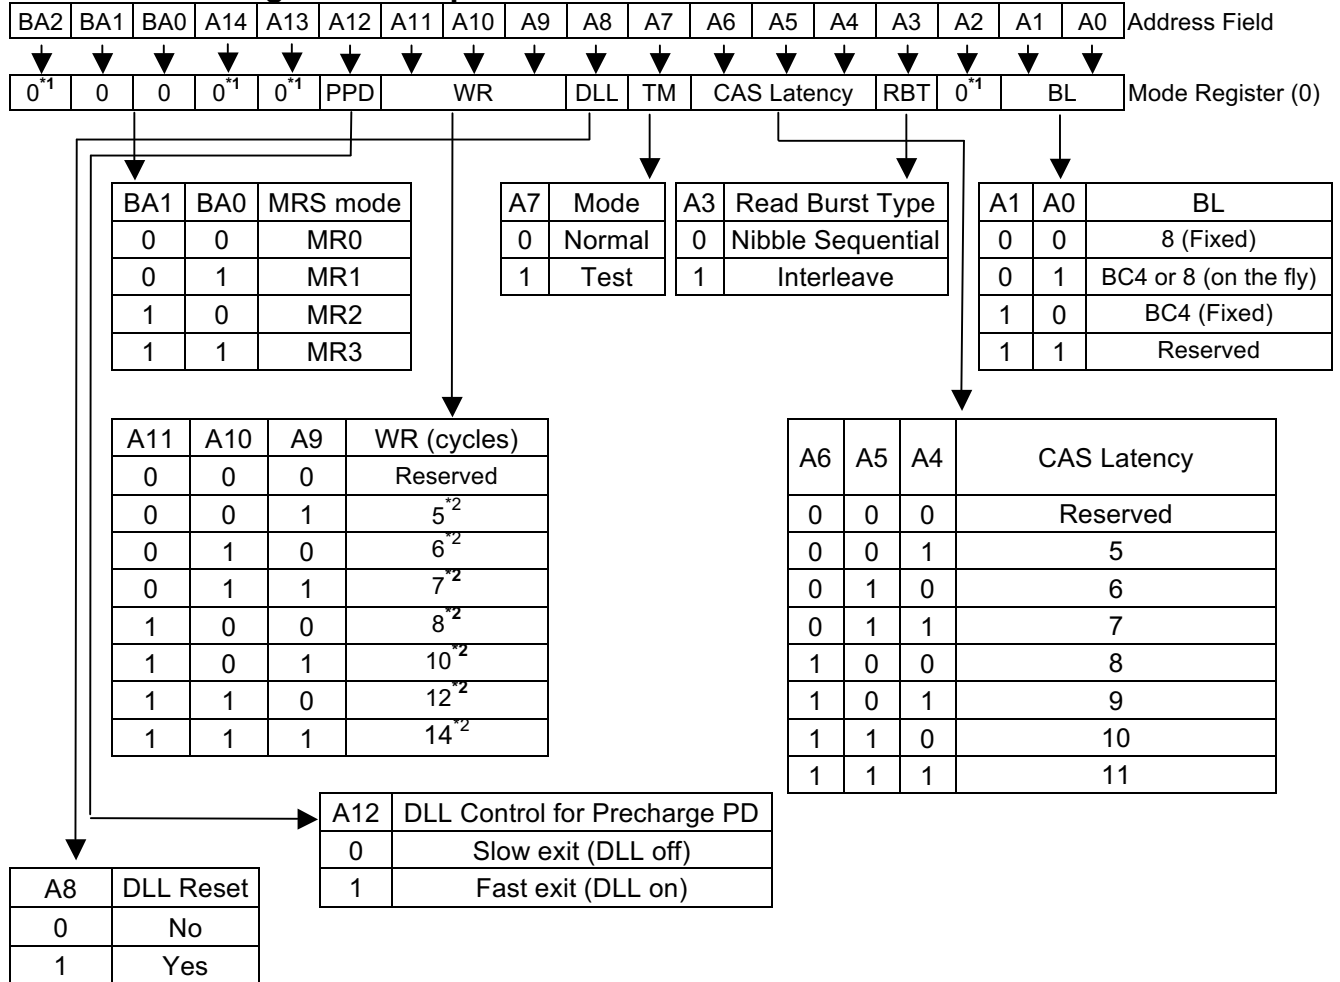 BA2 BA1 BA0 A14 A13 A12 A11 A10 A9 A8 A7 A6 A5 A4 A3 A2 A1 A0 Address Field
0*1 0 0 0*1 0*1 PPD WR DLL TM CAS Latency RBT 0*1 BL Mode Register (0)
BA1 BA0 MRS mode
0 0 MR0
0 1 MR1
1 0 MR2
1 1 MR3
A7 Mode
0 Normal
1 Test
A3 Read Burst Type
0 Nibble Sequential
1 Interleave
A1 A0 BL
0 0 8 (Fixed)
0 1 BC4 or 8 (on the fly)
1 0 BC4 (Fixed)
1 1 Reserved
A11 A10 A9 WR (cycles)
0 0 0 Reserved
0 0 1 5*2
0 1 0 6*2
0 1 1 7*2
1 0 0 8*2
1 0 1 10*2
1 1 0 12*2
1 1 1 14*2
A6 A5 A4 CAS Latency
0 0 0 Reserved
0 0 1 5
0 1 0 6
0 1 1 7
1 0 0 8
1 0 1 9
1 1 0 10
1 1 1 11
A12 DLL Control for Precharge PD
0 Slow exit (DLL off)
1 Fast exit (DLL on)
A8 DLL Reset
0 No
1 Yes